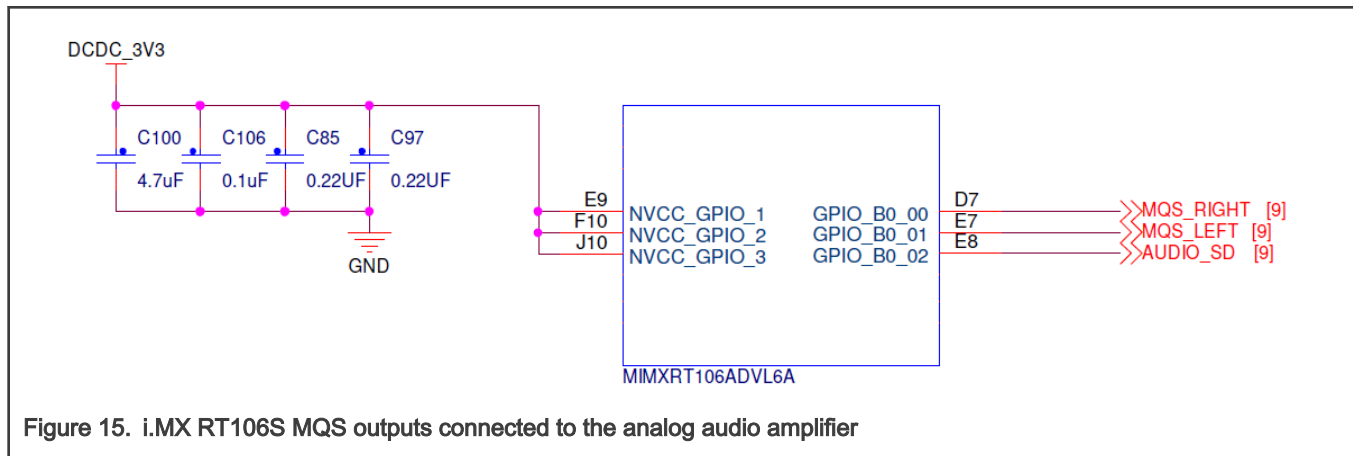 DCDC_3V3
C100
C106
C85
C97
4.7uF
0.1uF
0.22UF
0.22UF
GND
E9
F10
J10
NVCC_GPIO_1
NVCC_GPIO_2
NVCC_GPIO_3
GPIO_B0_00
GPIO_B0_01
GPIO_B0_02
D7
E7
E8
MQS_RIGHT [9]
MQS_LEFT [9]
AUDIO_SD [9]
MIMXRT106ADVL6A
Figure 15. i.MX RT106S MQS outputs connected to the analog audio amplifier